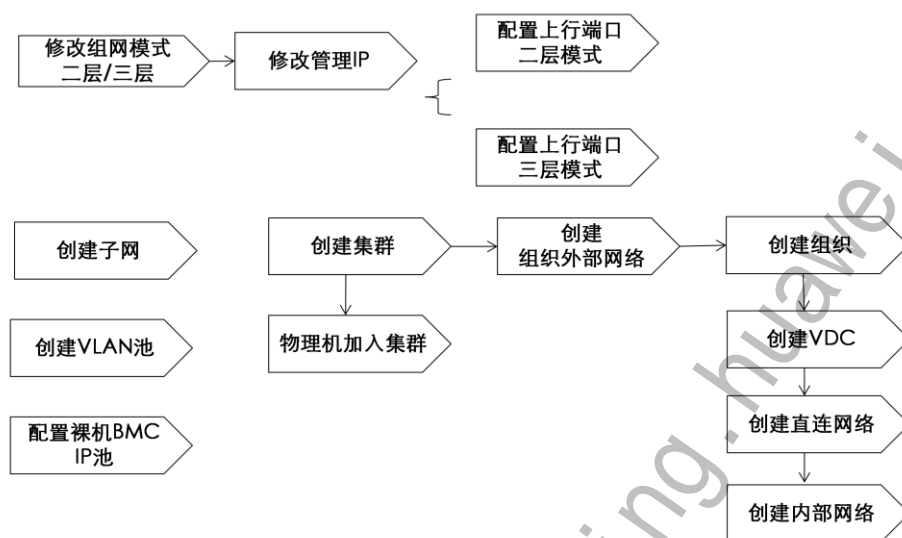 修改组网模式
二层/三层
修改管理IP
配置上行端口
二层模式
配置上行端口
三层模式
创建子网
创建集群
创建
组织外部网络
创建组织
创建VLAN池
物理机加入集群
创建VDC
配置裸机BMC
IP池
创建直连网络
创建内部网络
ing.huawei